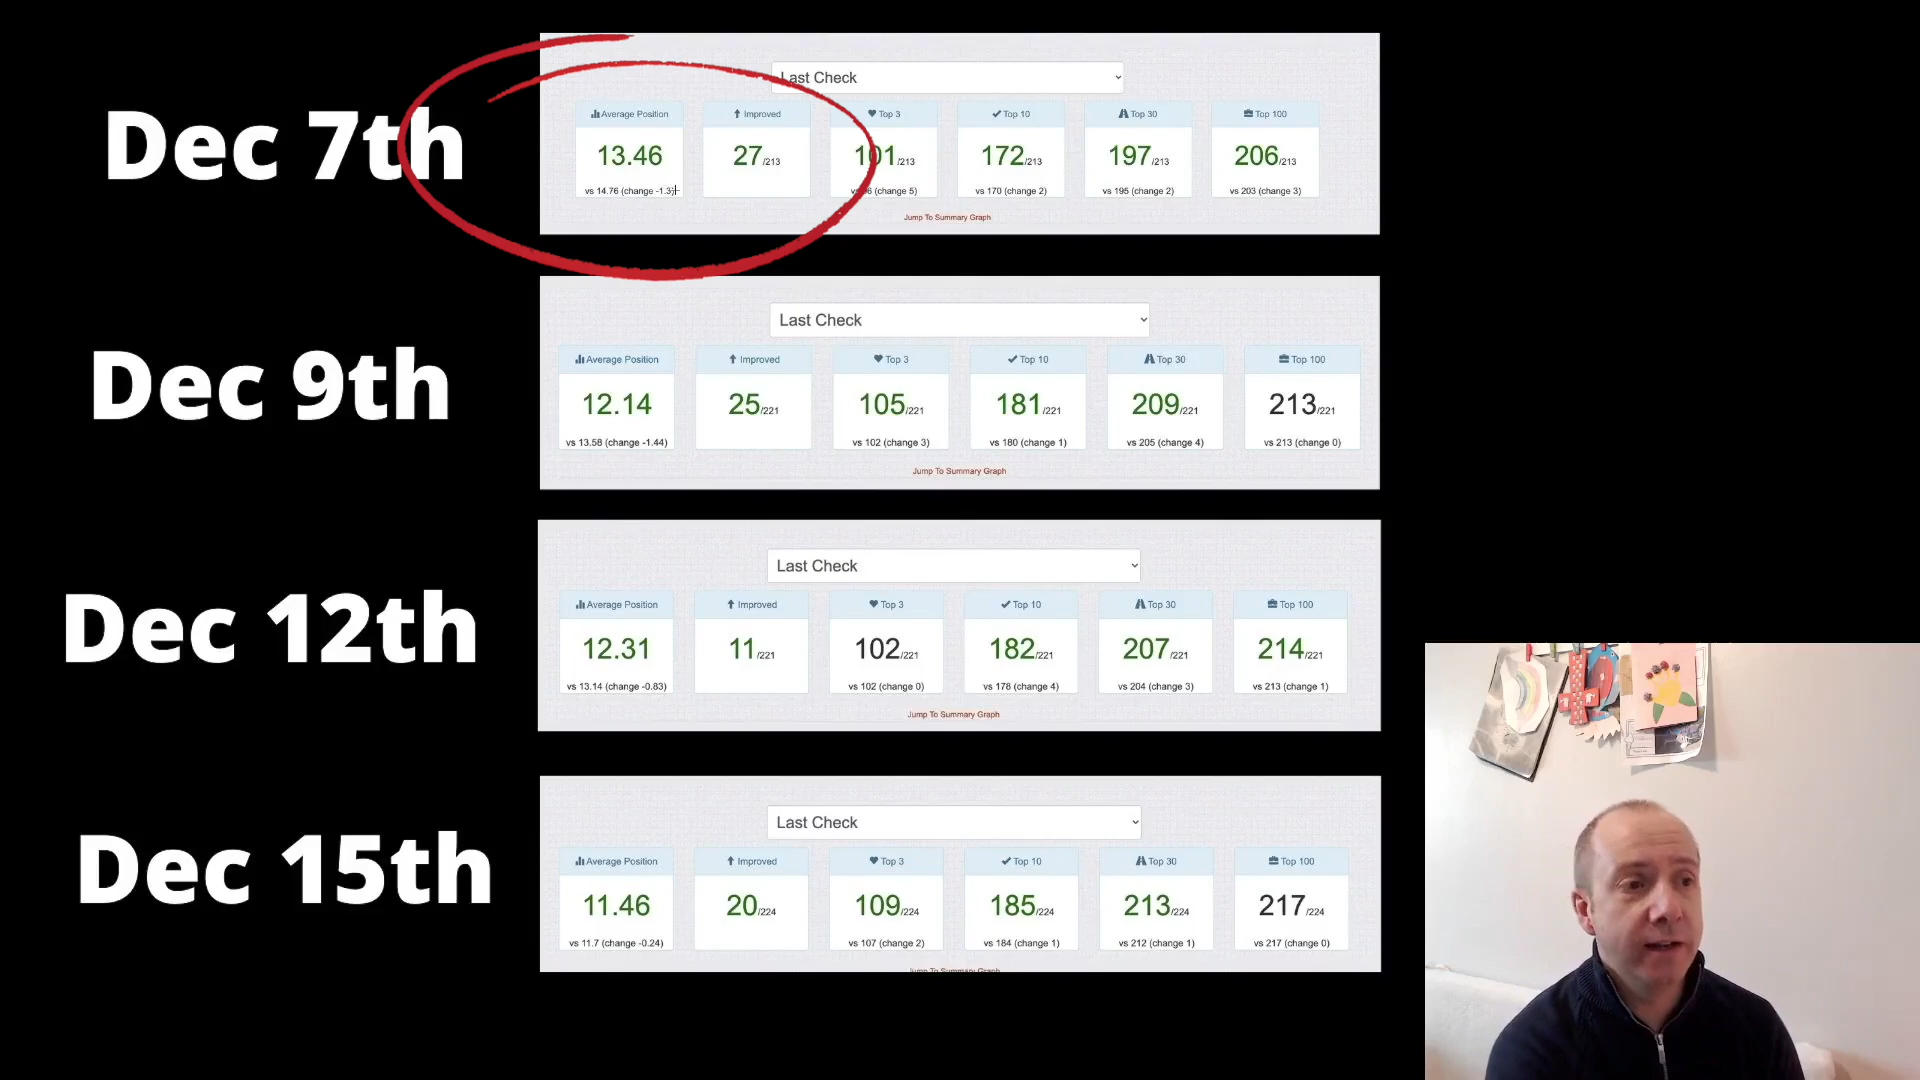 Dec 7th
Last Check
Average Position
Improved
Top 3
Top 10
Top 30
Top 100
13.46
27/213
101/213
172/213
197/213
206/213
vs 14.76 (change -1.3)
(change 5)
vs 170 (change 2)
vs 195 (change 2)
vs 203 (change 3)
Jump To Summary Graph
Dec 9th
Last Check
Average Position
Improved
Top 3
Top 10
Top 30
Top 100
12.14
25/221
105/221
181/221
209/221
213/221
vs 13.58 (change -1.44)
vs 102 (change 3)
vs 180 (change 1)
vs 205 (change 4)
vs 213 (change 0)
Jump To Summary Graph
Dec 12th
Last Check
Average Position
Improved
Top 3
Top 10
Top 30
Top 100
12.31
11/221
102/221
182/221
207/221
214/221
vs 13.14 (change -0.83)
vs 102 (change 0)
vs 178 (change 4)
vs 204 (change 3)
vs 213 (change 1)
Jump To Summary Graph
Dec 15th
Last Check
Average Position
Improved
Top 3
Top 10
Top 30
Top 100
11.46
20/224
109/224
185/224
213/224
217/224
vs 11.7 (change -0.24)
vs 107 (change 2)
vs 184 (change 1)
vs 212 (change 1)
vs 217 (change 0)
Jump To Summary Graph